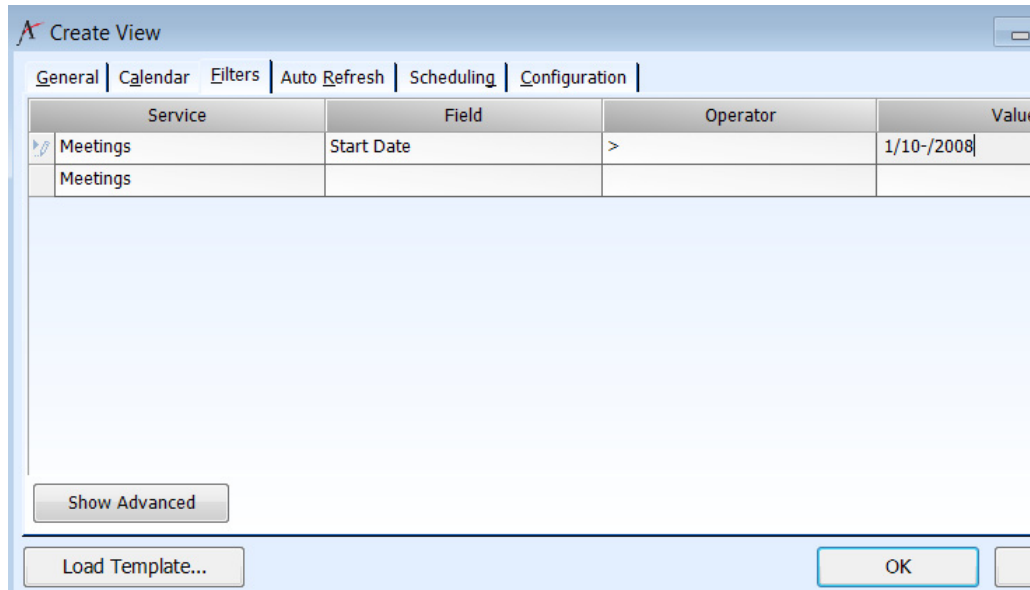 Create View
General Calendar Filters Auto Refresh Scheduling Configuration
Service Field Operator Value
Meetings Start Date > 1/10-/2008
Meetings
Show Advanced
Load Template... OK